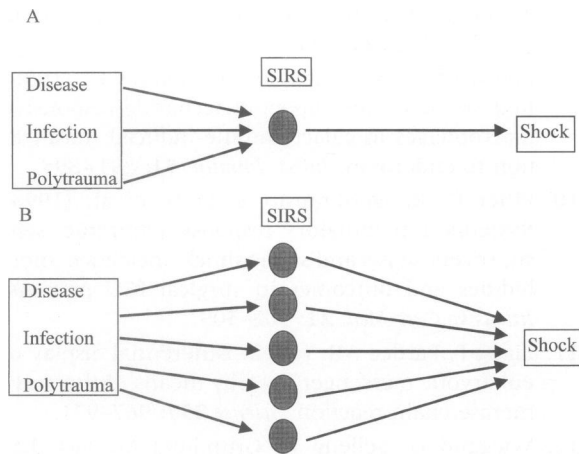 A
SIRS
Disease
Infection
Shock
Polytrauma
B
SIRS
Disease
Infection
Shock
Polytrauma